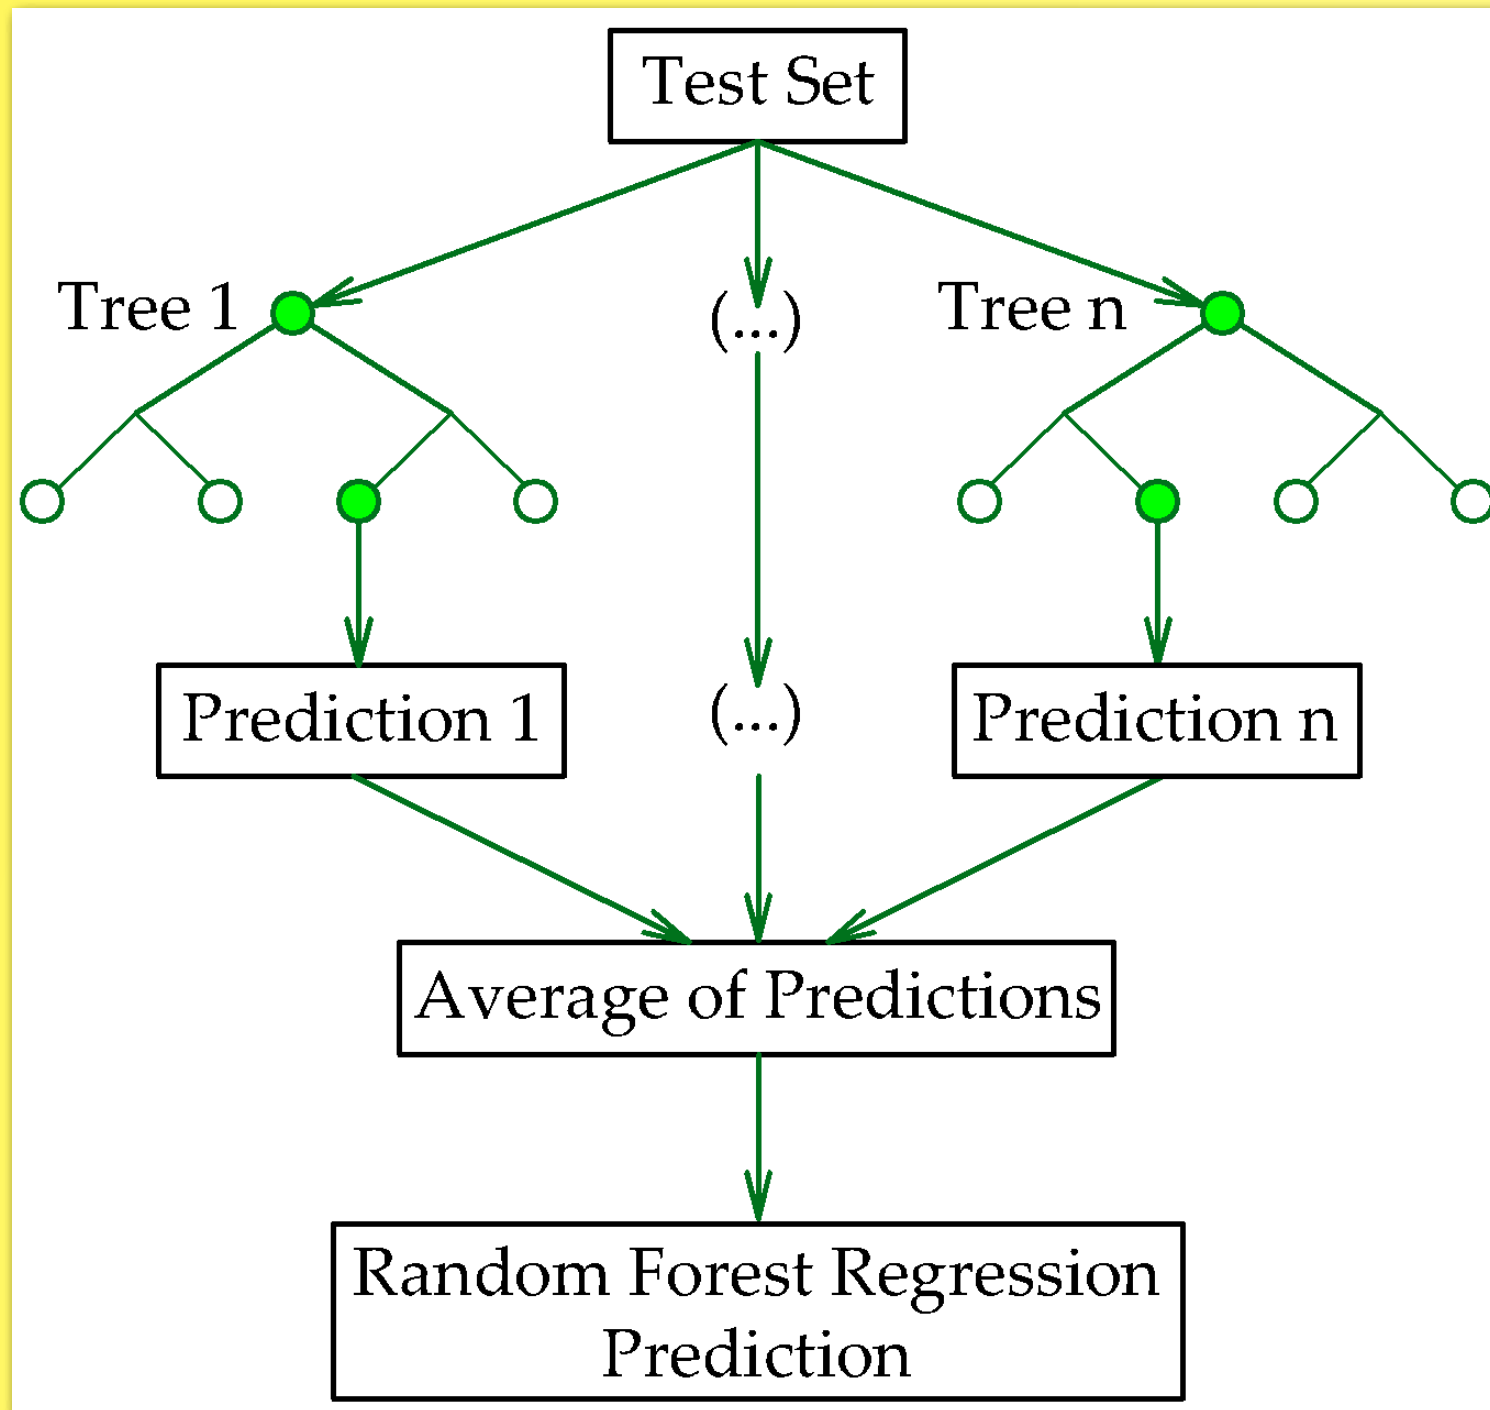 Test Set
Tree 1
(...)
Tree n
Prediction 1
(...)
Prediction n
Average of Predictions
Random Forest Regression
Prediction